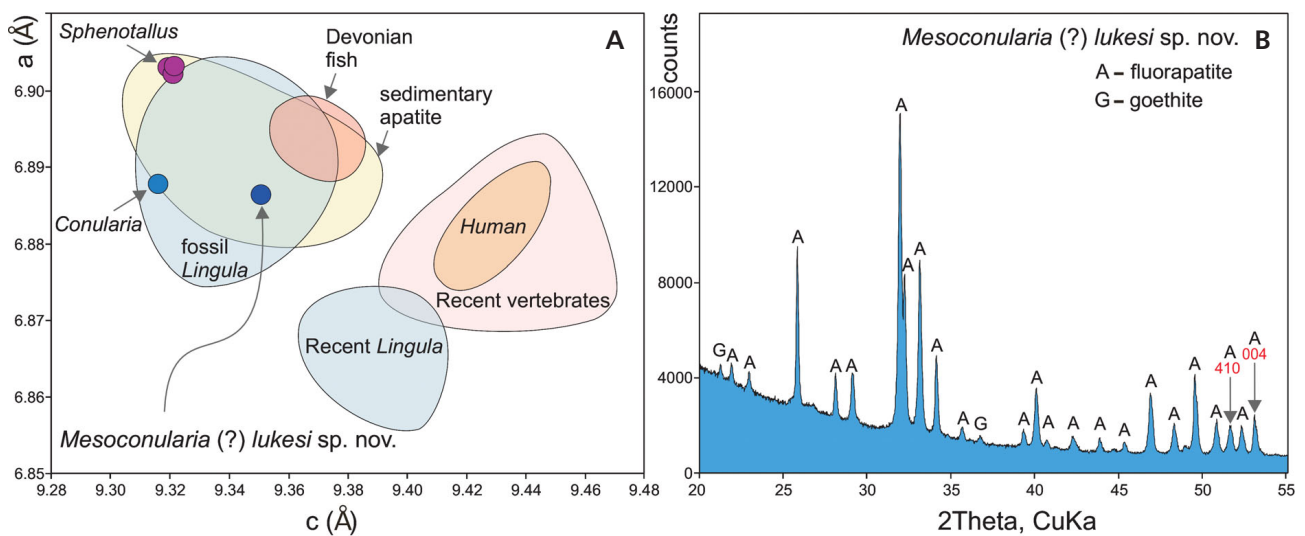 A
a (Å)
Sphenotallus
Devonian
fish
sedimentary
apatite
Conularia
fossil
Lingula
Human
Recent vertebrates
Recent Lingula
Mesoconularia (?) lukesi sp. nov.
6.90
6.89
6.88
6.87
6.86
6.85
9.28 9.30 9.32 9.34 9.36 9.38 9.40 9.42 9.44 9.46 9.48
c (Å)
B
Mesoconularia (?) lukesi sp. nov.
A – fluorapatite
G – goethite
counts
16000
12000
8000
4000
0
G A A A A A A A A A A G A A A A A A A A A A A A A
410 004
20 25 30 35 40 45 50 55
2Theta, CuKa